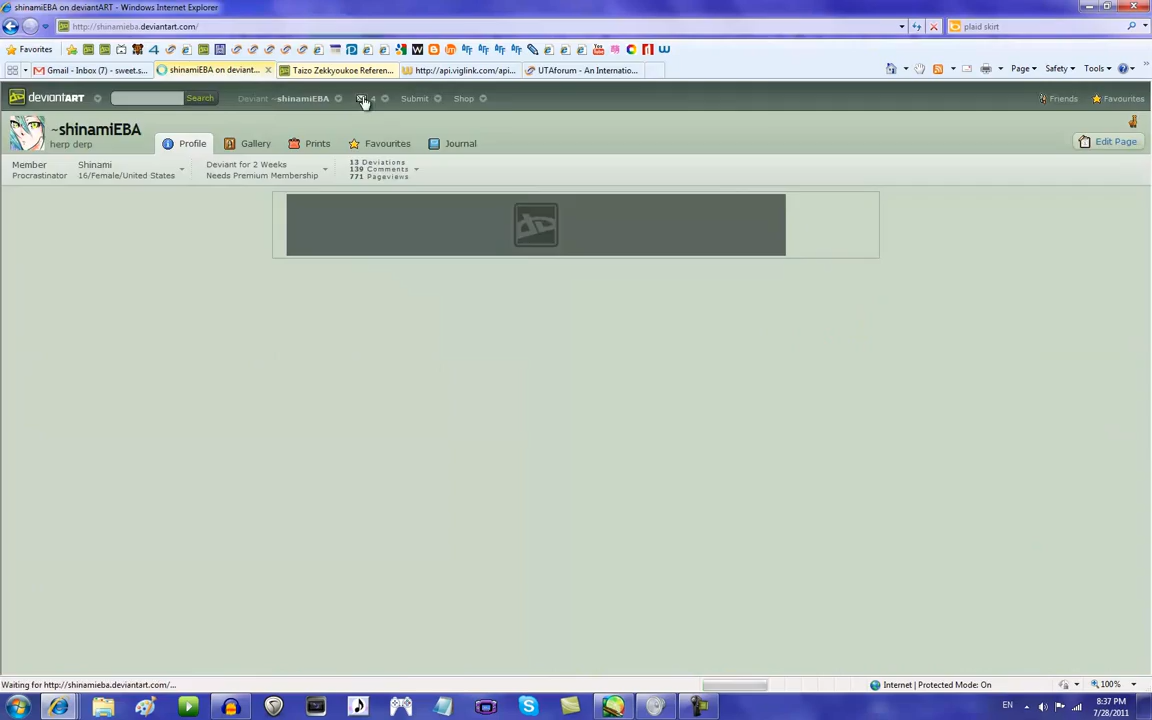 shinamiEBA on deviantART - Windows Internet Explorer
http://shinamieba.deviantart.com/
plaid skirt
Favorites
Gmail - Inbox (7) - sweet.s...
shinamiEBA on deviant...
Taizo Zekkyoukoe Referen...
http://api.viglink.com/api...
UTAforum - An Internatio...
Page
Safety
Tools
deviantART
Search
Deviant ~shinamiEBA
4
Submit
Shop
Friends
Favourites
~shinamiEBA
herp derp
Profile
Gallery
Prints
Favourites
Journal
Edit Page
Member
Procrastinator
Shinami
16/Female/United States
Deviant for 2 Weeks
Needs Premium Membership
13 Deviations
139 Comments
771 Pageviews
Waiting for http://shinamieba.deviantart.com/...
Internet | Protected Mode: On
100%
EN
8:37 PM
7/28/2011